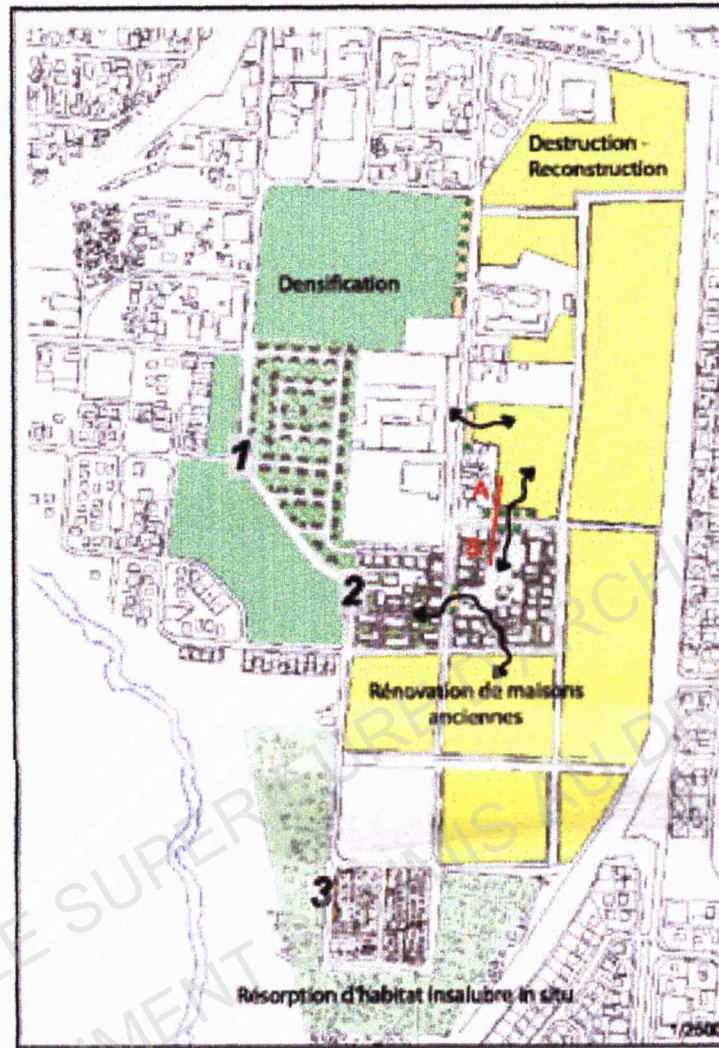 Destruction -
Reconstruction
Densification
1
A
B
2
Rénovation de maisons
anciennes
3
Résorption d'habitat insalubre in situ